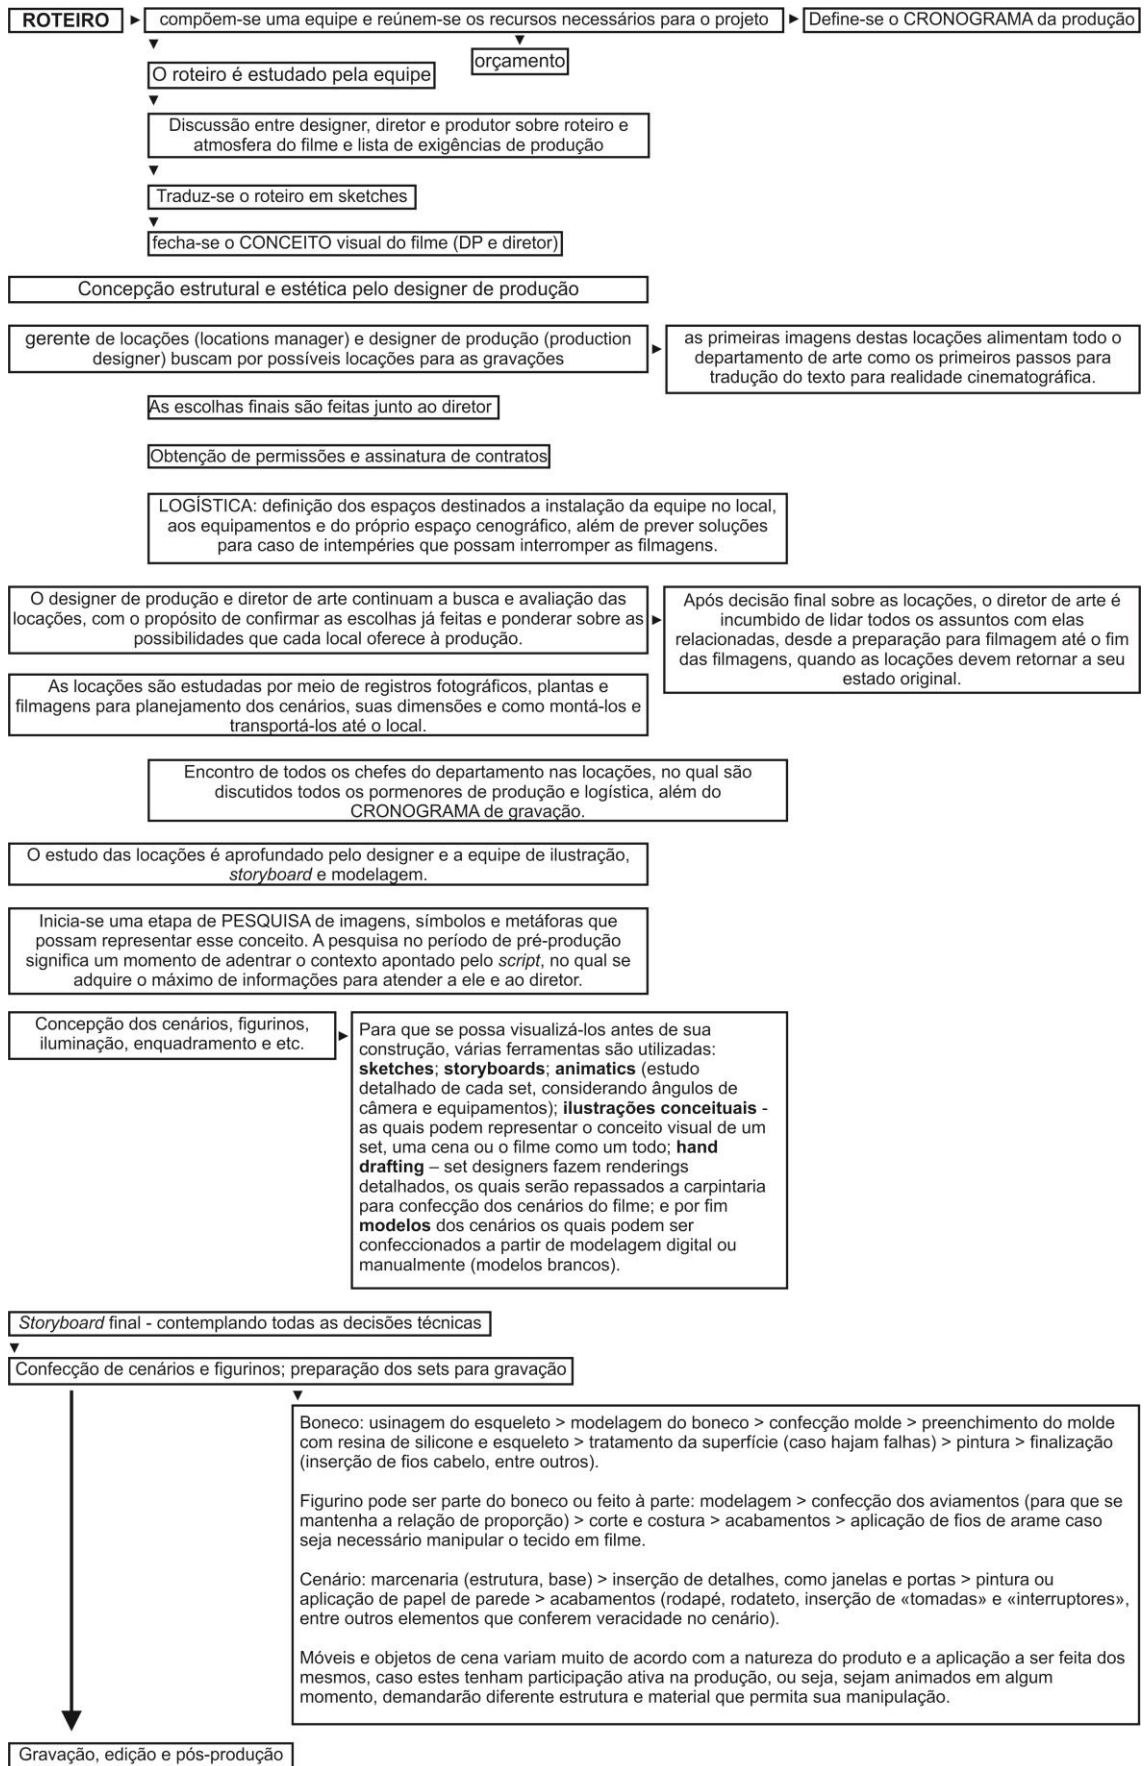 ROTEIRO
compõem-se uma equipe e reúnem-se os recursos necessários para o projeto
Define-se o CRONOGRAMA da produção
orçamento
O roteiro é estudado pela equipe
Discussão entre designer, diretor e produtor sobre roteiro e
atmosfera do filme e lista de exigências de produção
Traduz-se o roteiro em sketches
fecha-se o CONCEITO visual do filme (DP e diretor)
Concepção estrutural e estética pelo designer de produção
gerente de locações (locations manager) e designer de produção (production
designer) buscam por possíveis locações para as gravações
as primeiras imagens destas locações alimentam todo o
departamento de arte como os primeiros passos para
tradução do texto para realidade cinematográfica.
As escolhas finais são feitas junto ao diretor
Obtenção de permissões e assinatura de contratos
LOGÍSTICA: definição dos espaços destinados a instalação da equipe no local,
aos equipamentos e do próprio espaço cenográfico, além de prever soluções
para caso de intempéries que possam interromper as filmagens.
O designer de produção e diretor de arte continuam a busca e avaliação das
locações, com o propósito de confirmar as escolhas já feitas e ponderar sobre as
possibilidades que cada local oferece à produção.
Após decisão final sobre as locações, o diretor de arte é
incumbido de lidar todos os assuntos com elas
relacionadas, desde a preparação para filmagem até o fim
das filmagens, quando as locações devem retornar a seu
estado original.
As locações são estudadas por meio de registros fotográficos, plantas e
filmagens para planejamento dos cenários, suas dimensões e como montá-los e
transportá-los até o local.
Encontro de todos os chefes do departamento nas locações, no qual são
discutidos todos os pormenores de produção e logística, além do
CRONOGRAMA de gravação.
O estudo das locações é aprofundado pelo designer e a equipe de ilustração,
storyboard e modelagem.
Inicia-se uma etapa de PESQUISA de imagens, símbolos e metáforas que
possam representar esse conceito. A pesquisa no período de pré-produção
significa um momento de adentrar o contexto apontado pelo script, no qual se
adquire o máximo de informações para atender a ele e ao diretor.
Concepção dos cenários, figurinos,
iluminação, enquadramento e etc.
Para que se possa visualizá-los antes de sua
construção, várias ferramentas são utilizadas:
sketches; storyboards; animatics (estudo
detalhado de cada set, considerando ângulos de
câmera e equipamentos); ilustrações conceituais -
as quais podem representar o conceito visual de um
set, uma cena ou o filme como um todo; hand
drafting – set designers fazem renderings
detalhados, os quais serão repassados a carpintaria
para confecção dos cenários do filme; e por fim
modelos dos cenários os quais podem ser
confeccionados a partir de modelagem digital ou
manualmente (modelos brancos).
Storyboard final - contemplando todas as decisões técnicas
Confecção de cenários e figurinos; preparação dos sets para gravação
Boneco: usinagem do esqueleto > modelagem do boneco > confecção molde > preenchimento do molde
com resina de silicone e esqueleto > tratamento da superfície (caso hajam falhas) > pintura > finalização
(inserção de fios cabelo, entre outros).
Figurino pode ser parte do boneco ou feito à parte: modelagem > confecção dos aviamentos (para que se
mantenha a relação de proporção) > corte e costura > acabamentos > aplicação de fios de arame caso
seja necessário manipular o tecido em filme.
Cenário: marcenaria (estrutura, base) > inserção de detalhes, como janelas e portas > pintura ou
aplicação de papel de parede > acabamentos (rodapé, rodateto, inserção de «tomadas» e «interruptores»,
entre outros elementos que conferem veracidade no cenário).
Móveis e objetos de cena variam muito de acordo com a natureza do produto e a aplicação a ser feita dos
mesmos, caso estes tenham participação ativa na produção, ou seja, sejam animados em algum
momento, demandarão diferente estrutura e material que permita sua manipulação.
Gravação, edição e pós-produção